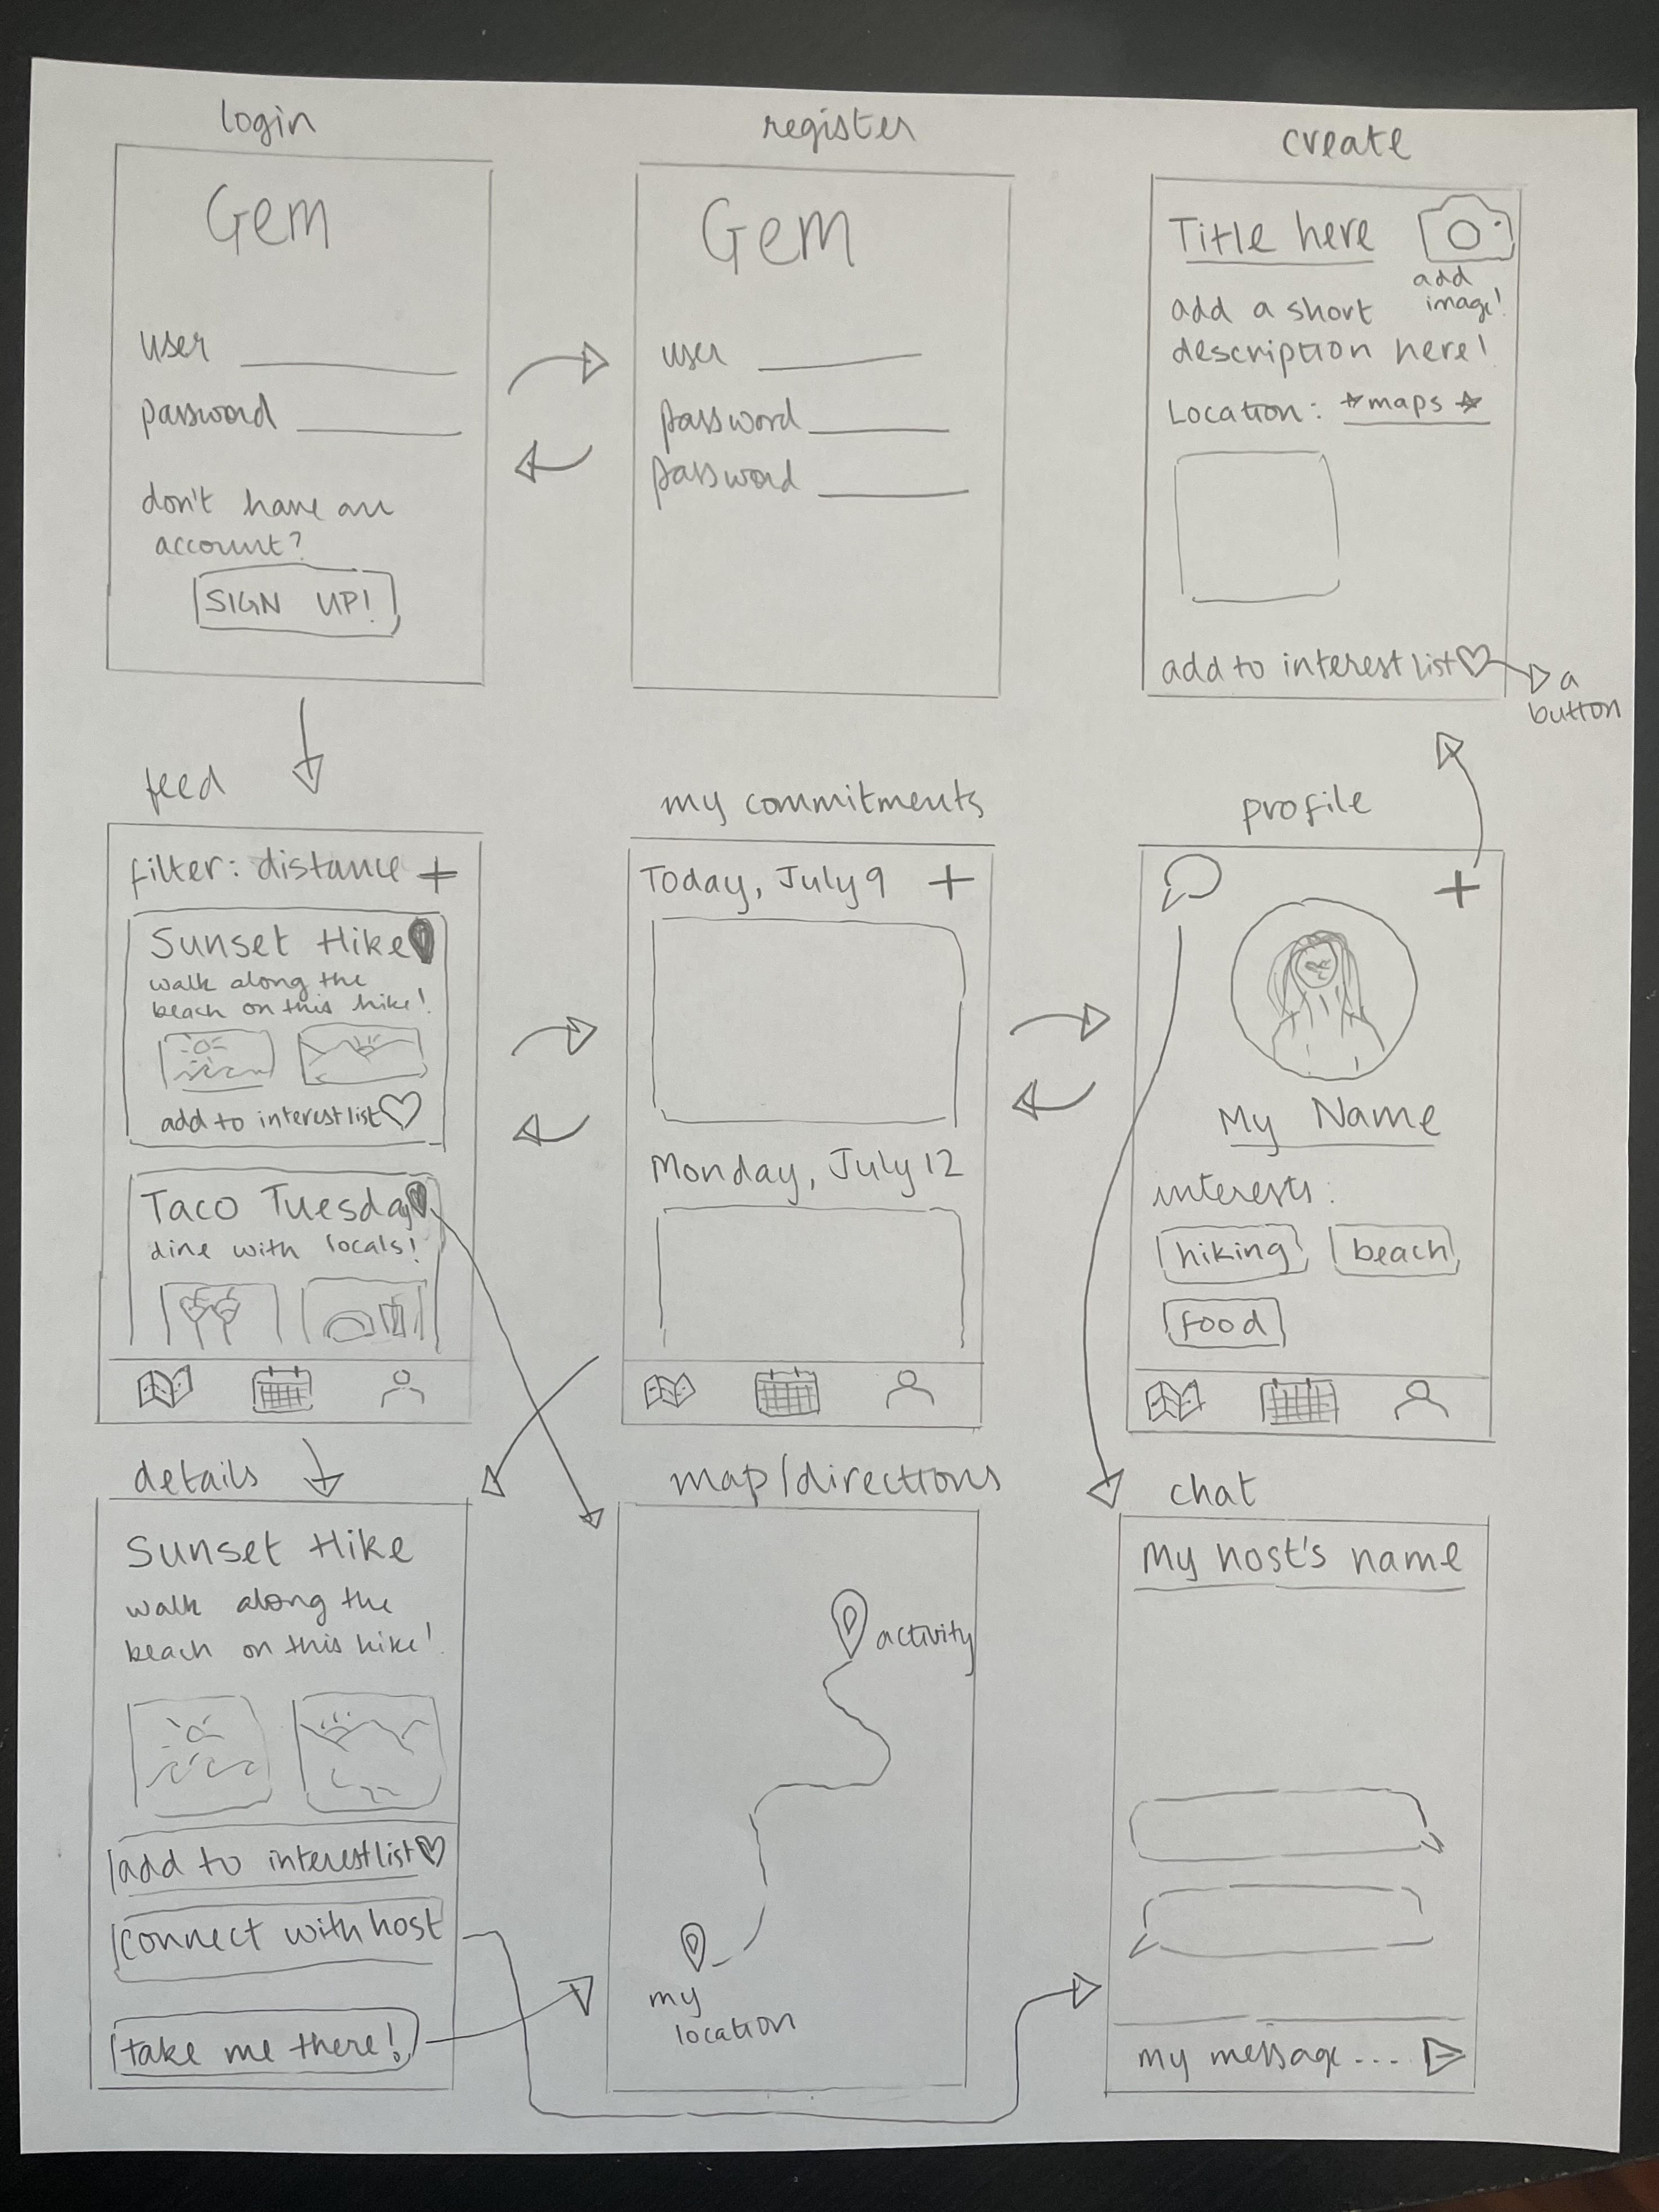 login
Gem
user
password
don't have an
account?
SIGN UP!
register
Gem
user
password
password
create
Title here
add
image!
add a short
description here!
Location: *maps*
add to interest list
a
button
feed
filter: distance +
Sunset Hike
walk along the
beach on this hike!
add to interest list
Taco Tuesday
dine with locals!
my commitments
Today, July 9 +
Monday, July 12
profile
+
My Name
interests:
hiking beach
food
details
Sunset Hike
walk along the
beach on this hike!
add to interest list
connect with host
take me there!
map/directions
activity
my
location
chat
My host's name
my message...